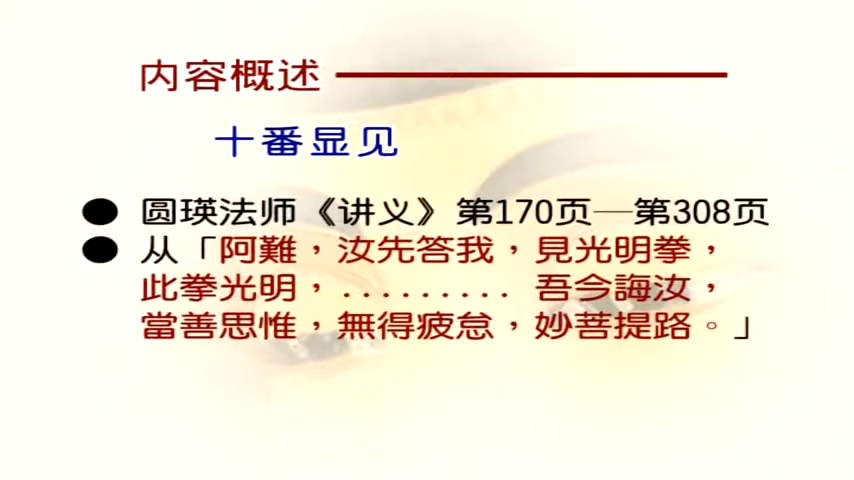 内容概述
十番显见
● 圆瑛法师《讲义》第170页—第308页
● 从「阿難，汝先答我，見光明拳，
此拳光明，......... 吾今誨汝，
當善思惟，無得疲怠，妙菩提路。」